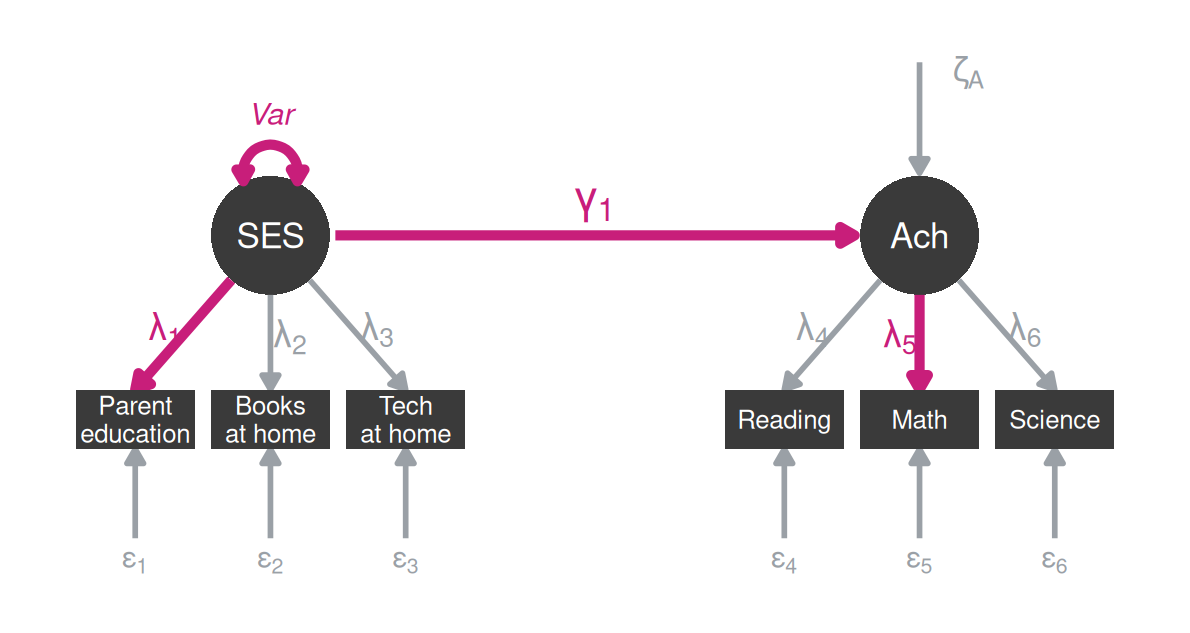 ζA
Var
SES
γ1
Ach
λ1
λ2
λ3
λ4
λ5
λ6
Parent
education
Books
at home
Tech
at home
Reading
Math
Science
ε1
ε2
ε3
ε4
ε5
ε6